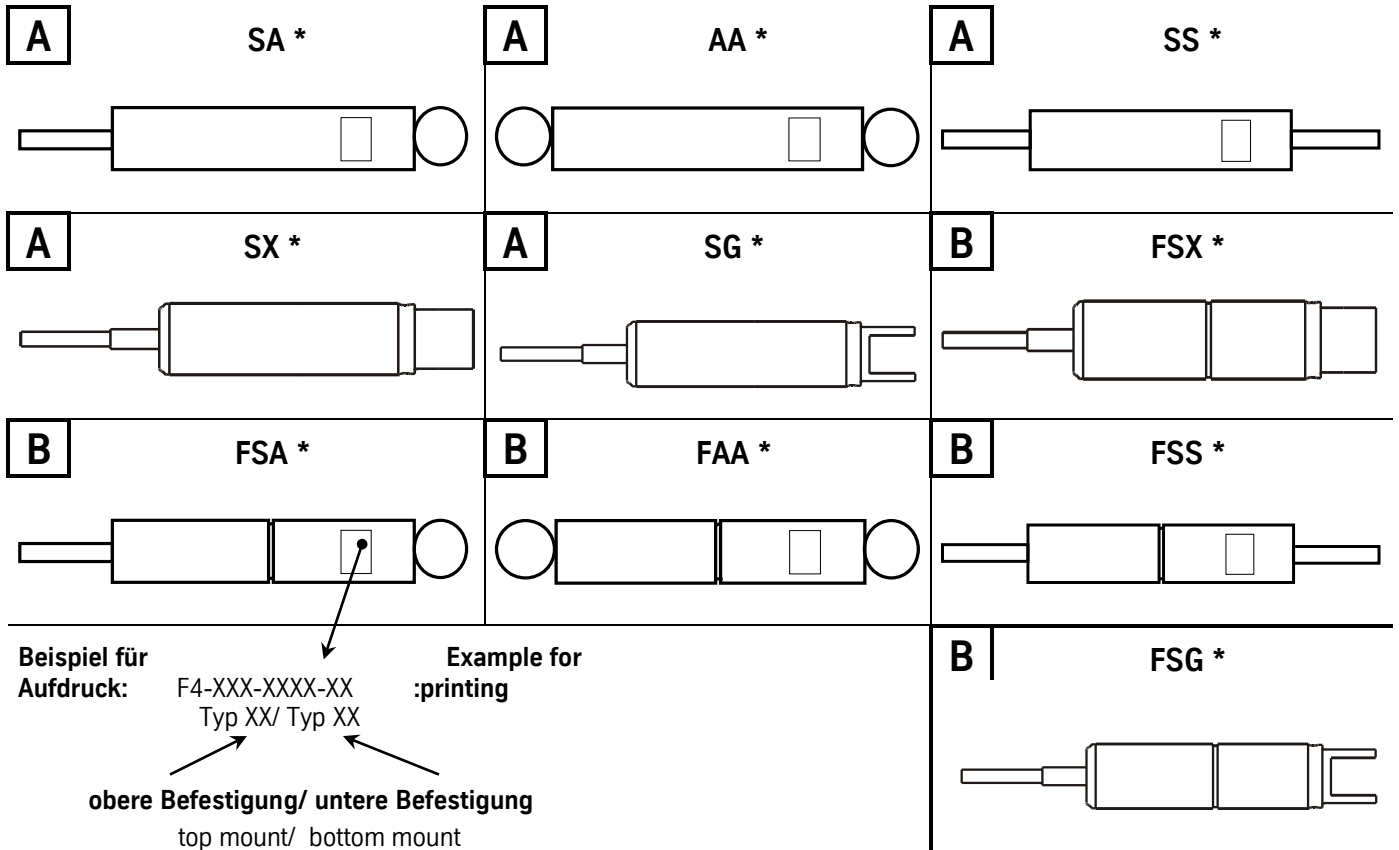 A SA * A AA * A SS *
A SX * A SG * B FSX *
B FSA * B FAA * B FSS *
Beispiel für Example for
Aufdruck: F4-XXX-XXXX-XX :printing
Typ XX/ Typ XX
obere Befestigung/ untere Befestigung
top mount/ bottom mount
B FSG *